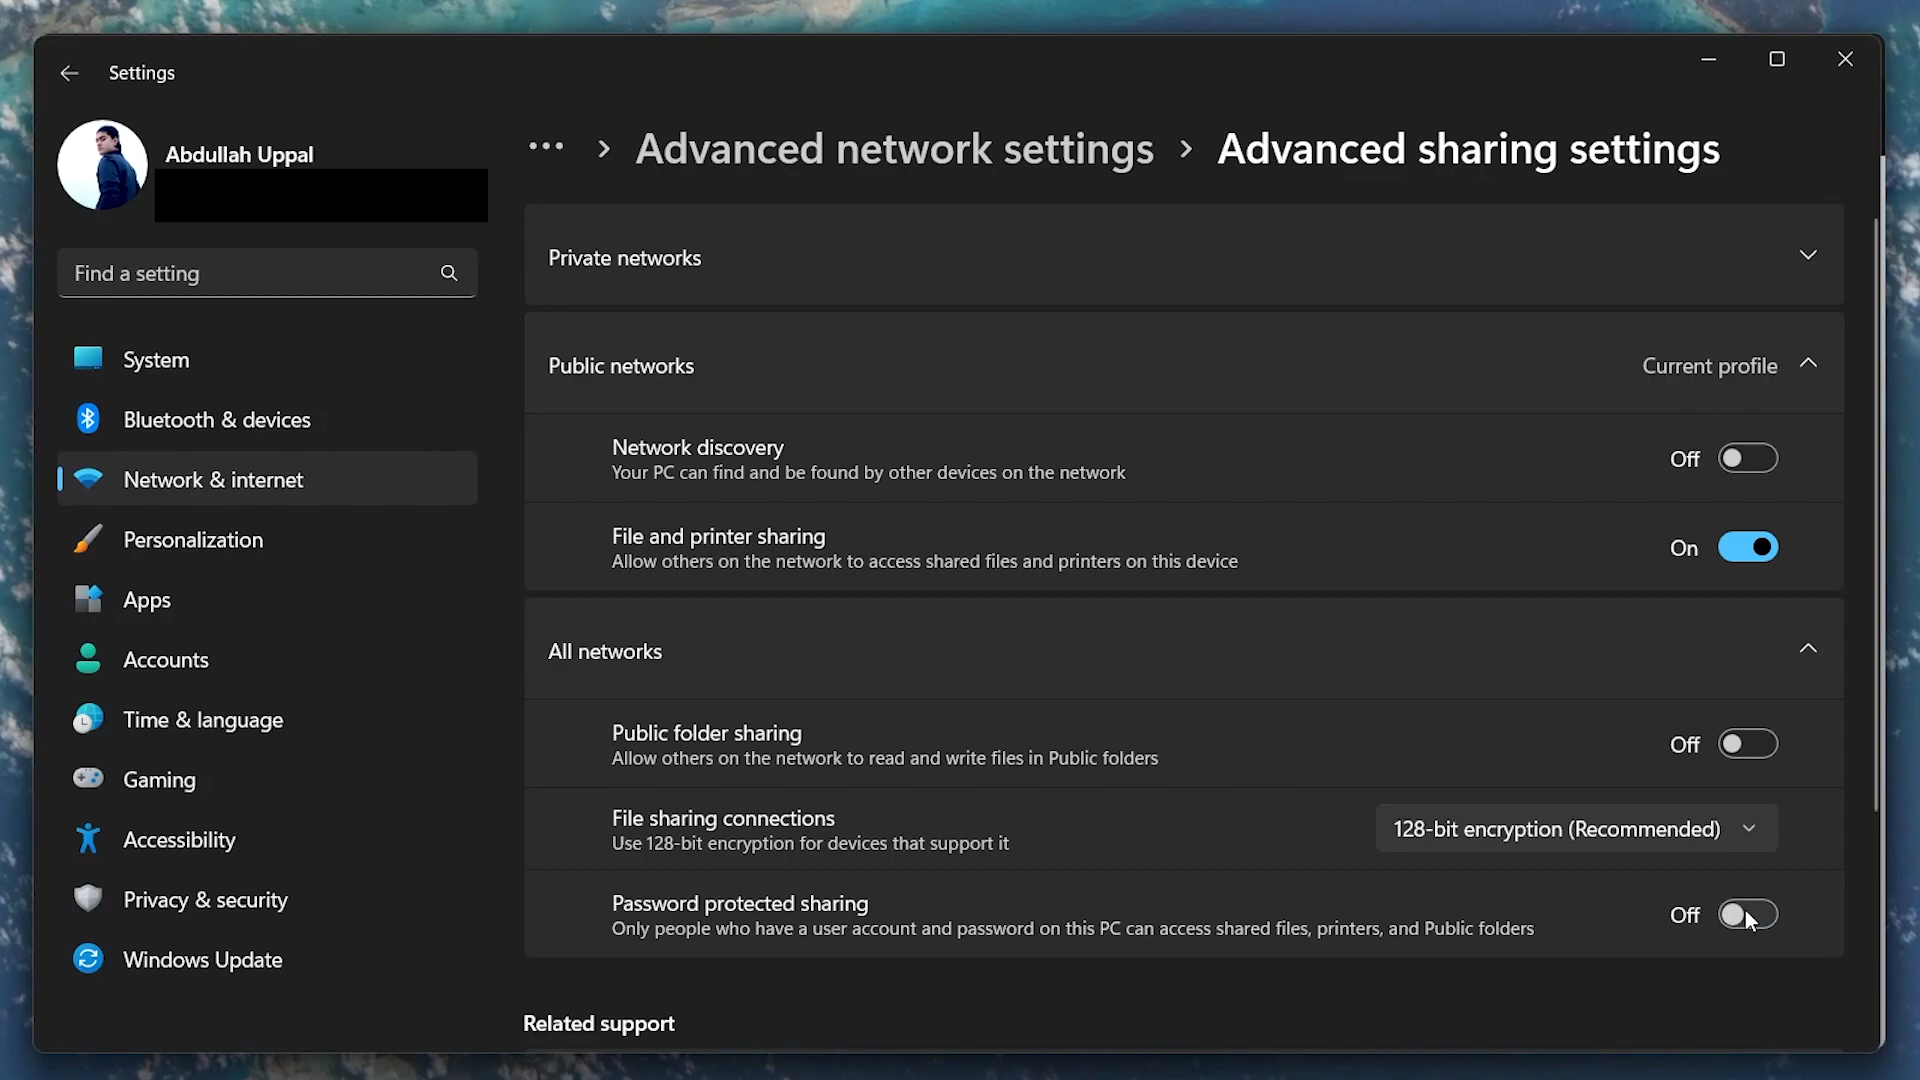 Settings
Abdullah Uppal
Find a setting
System
Bluetooth & devices
Network & internet
Personalization
Apps
Accounts
Time & language
Gaming
Accessibility
Privacy & security
Windows Update
... > Advanced network settings > Advanced sharing settings
Private networks
Public networks
Current profile
Network discovery
Your PC can find and be found by other devices on the network
Off
File and printer sharing
Allow others on the network to access shared files and printers on this device
On
All networks
Public folder sharing
Allow others on the network to read and write files in Public folders
Off
File sharing connections
Use 128-bit encryption for devices that support it
128-bit encryption (Recommended)
Password protected sharing
Only people who have a user account and password on this PC can access shared files, printers, and Public folders
Off
Related support